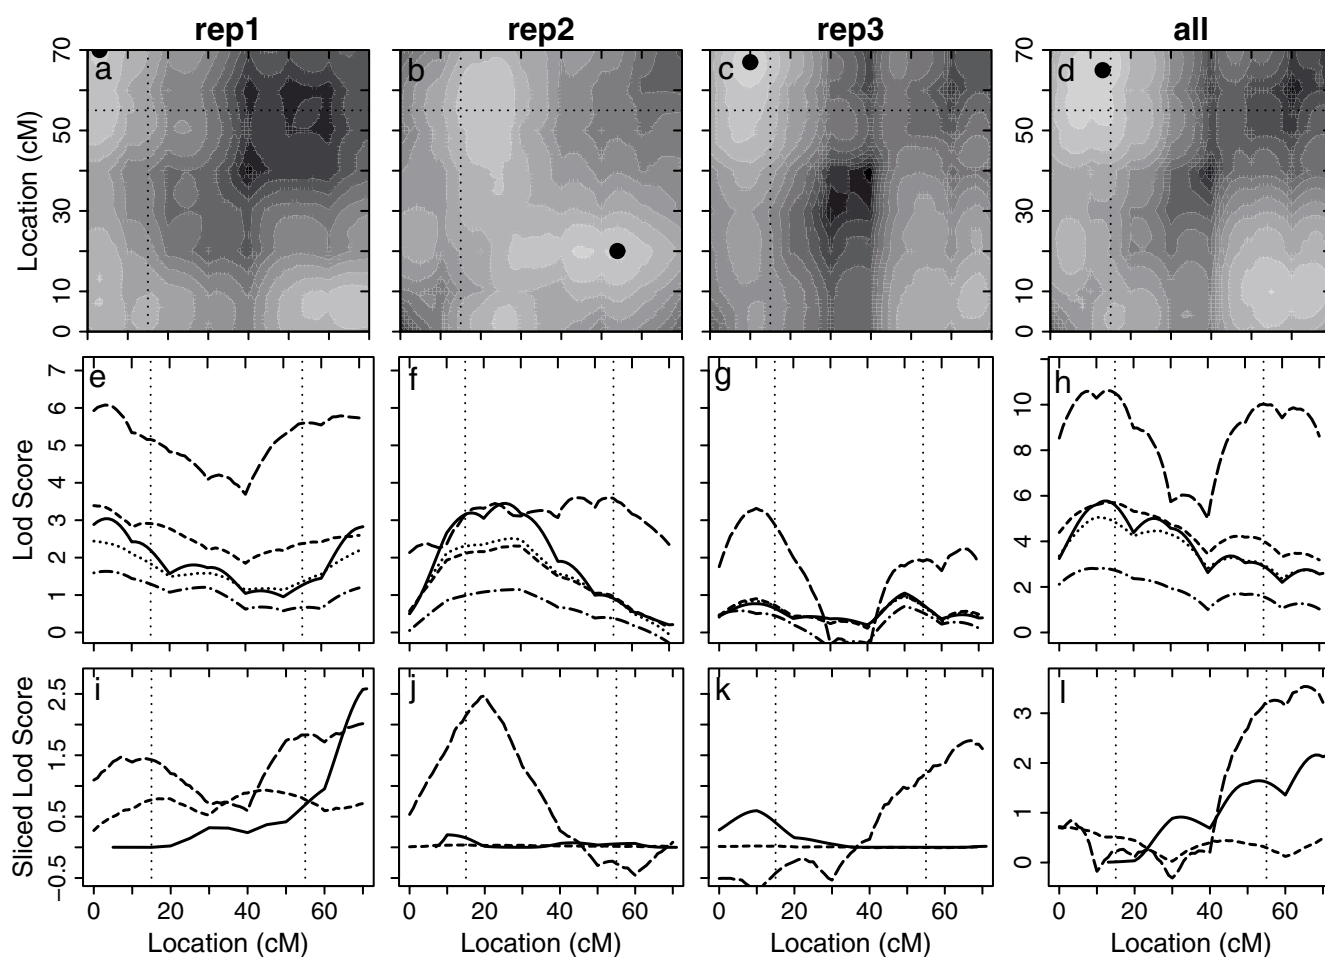 rep1 rep2 rep3 all
Location (cM)
0 10 30 50 70
a
b
c
0 10 30 50 70
d
Lod Score
0 1 2 3 4 5 6 7
e
f
g
0 2 4 6 8 10
h
Sliced Lod Score
−0.5 0.5 1.5 2.5
i
j
k
0 1 2 3
l
0 20 40 60
0 20 40 60
0 20 40 60
0 20 40 60
Location (cM) Location (cM) Location (cM) Location (cM)